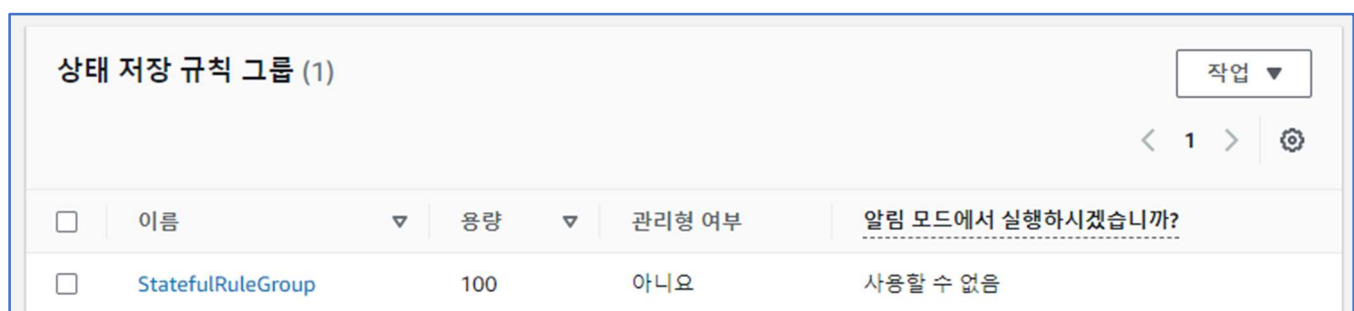 상태 저장 규칙 그룹 (1)
작업
1
이름 용량 관리형 여부 알림 모드에서 실행하시겠습니까?
StatefulRuleGroup 100 아니요 사용할 수 없음